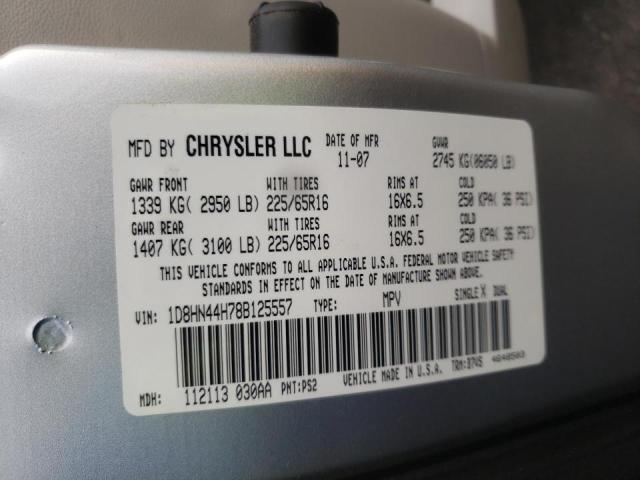 MFD BY CHRYSLER LLC DATE OF MFR 11-07 GVWR 2745 KG(06050 LB)
GAWR FRONT WITH TIRES RIMS AT COLD
1339 KG( 2950 LB) 225/65R16 16X6.5 250 KPA( 36 PSI)
GAWR REAR WITH TIRES RIMS AT COLD
1407 KG( 3100 LB) 225/65R16 16X6.5 250 KPA( 36 PSI)
THIS VEHICLE CONFORMS TO ALL APPLICABLE U.S.A. FEDERAL MOTOR VEHICLE SAFETY
STANDARDS IN EFFECT ON THE DATE OF MANUFACTURE SHOWN ABOVE.
VIN: 1D8HN44H78B125557 TYPE: MPV SINGLE X DUAL
MDH: 112113 030AA PNT:PS2 VEHICLE MADE IN U.S.A. TRM:37VS 4648503